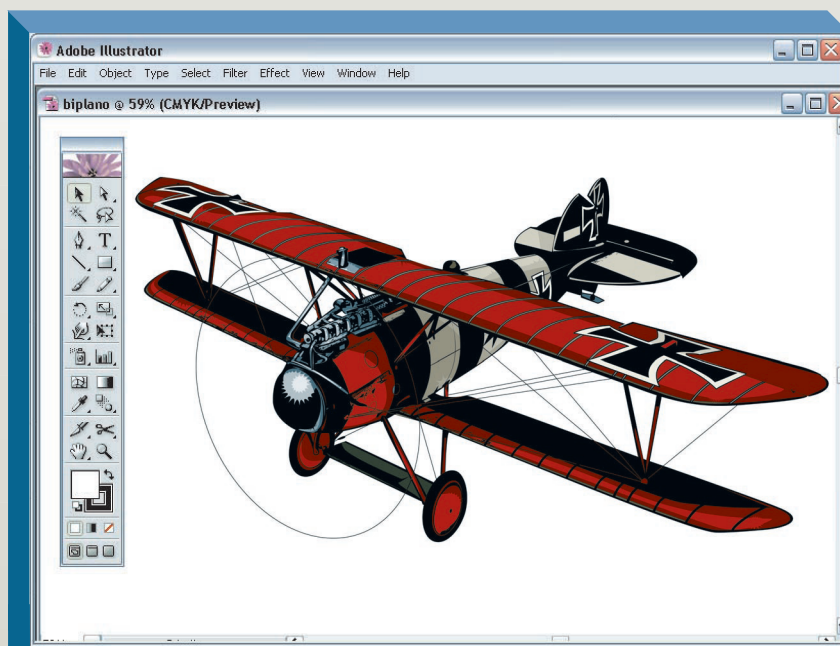 Adobe Illustrator
File Edit Object Type Select Filter Effect View Window Help
biplano @ 59% (CMYK/Preview)
T